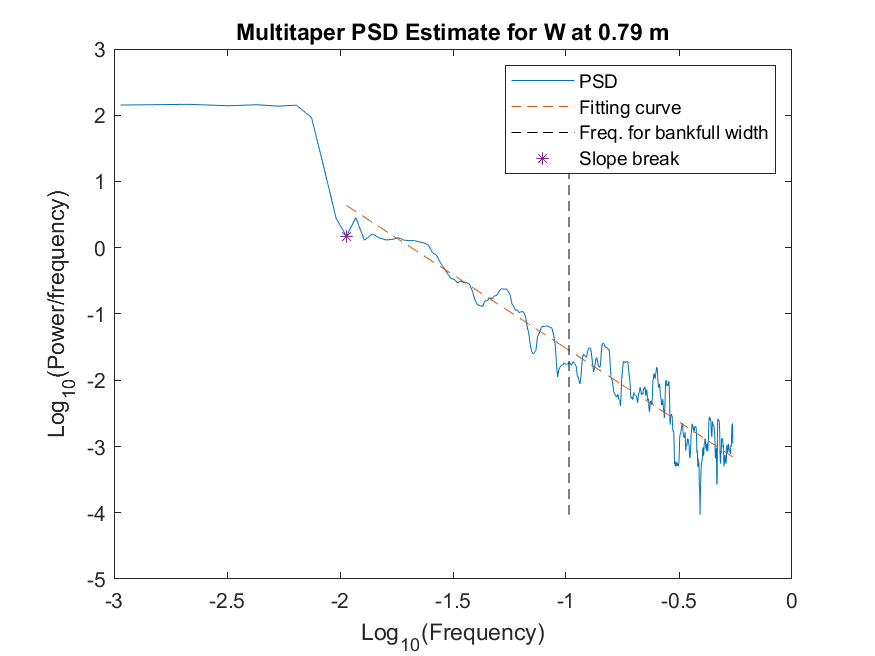 Multitaper PSD Estimate for W at 0.79 m
PSD
Fitting curve
Freq. for bankfull width
Slope break
3
2
1
0
-1
-2
-3
-4
-5
Log10(Power/frequency)
-3 -2.5 -2 -1.5 -1 -0.5 0
Log10(Frequency)